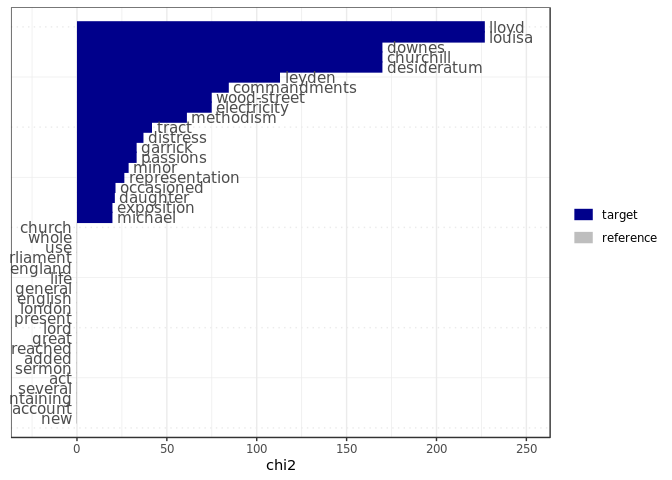 lloyd
louisa
downes
churchill
desideratum
leyden
commandments
wood-street
electricity
methodism
tract
distress
garrick
passions
minor
representation
occasioned
daughter
exposition
michael
church
whole
use
rliament
england
life
general
english
london
present
lord
great
reached
added
sermon
act
several
ntaining
account
new
target
reference
0 50 100 150 200 250
chi2